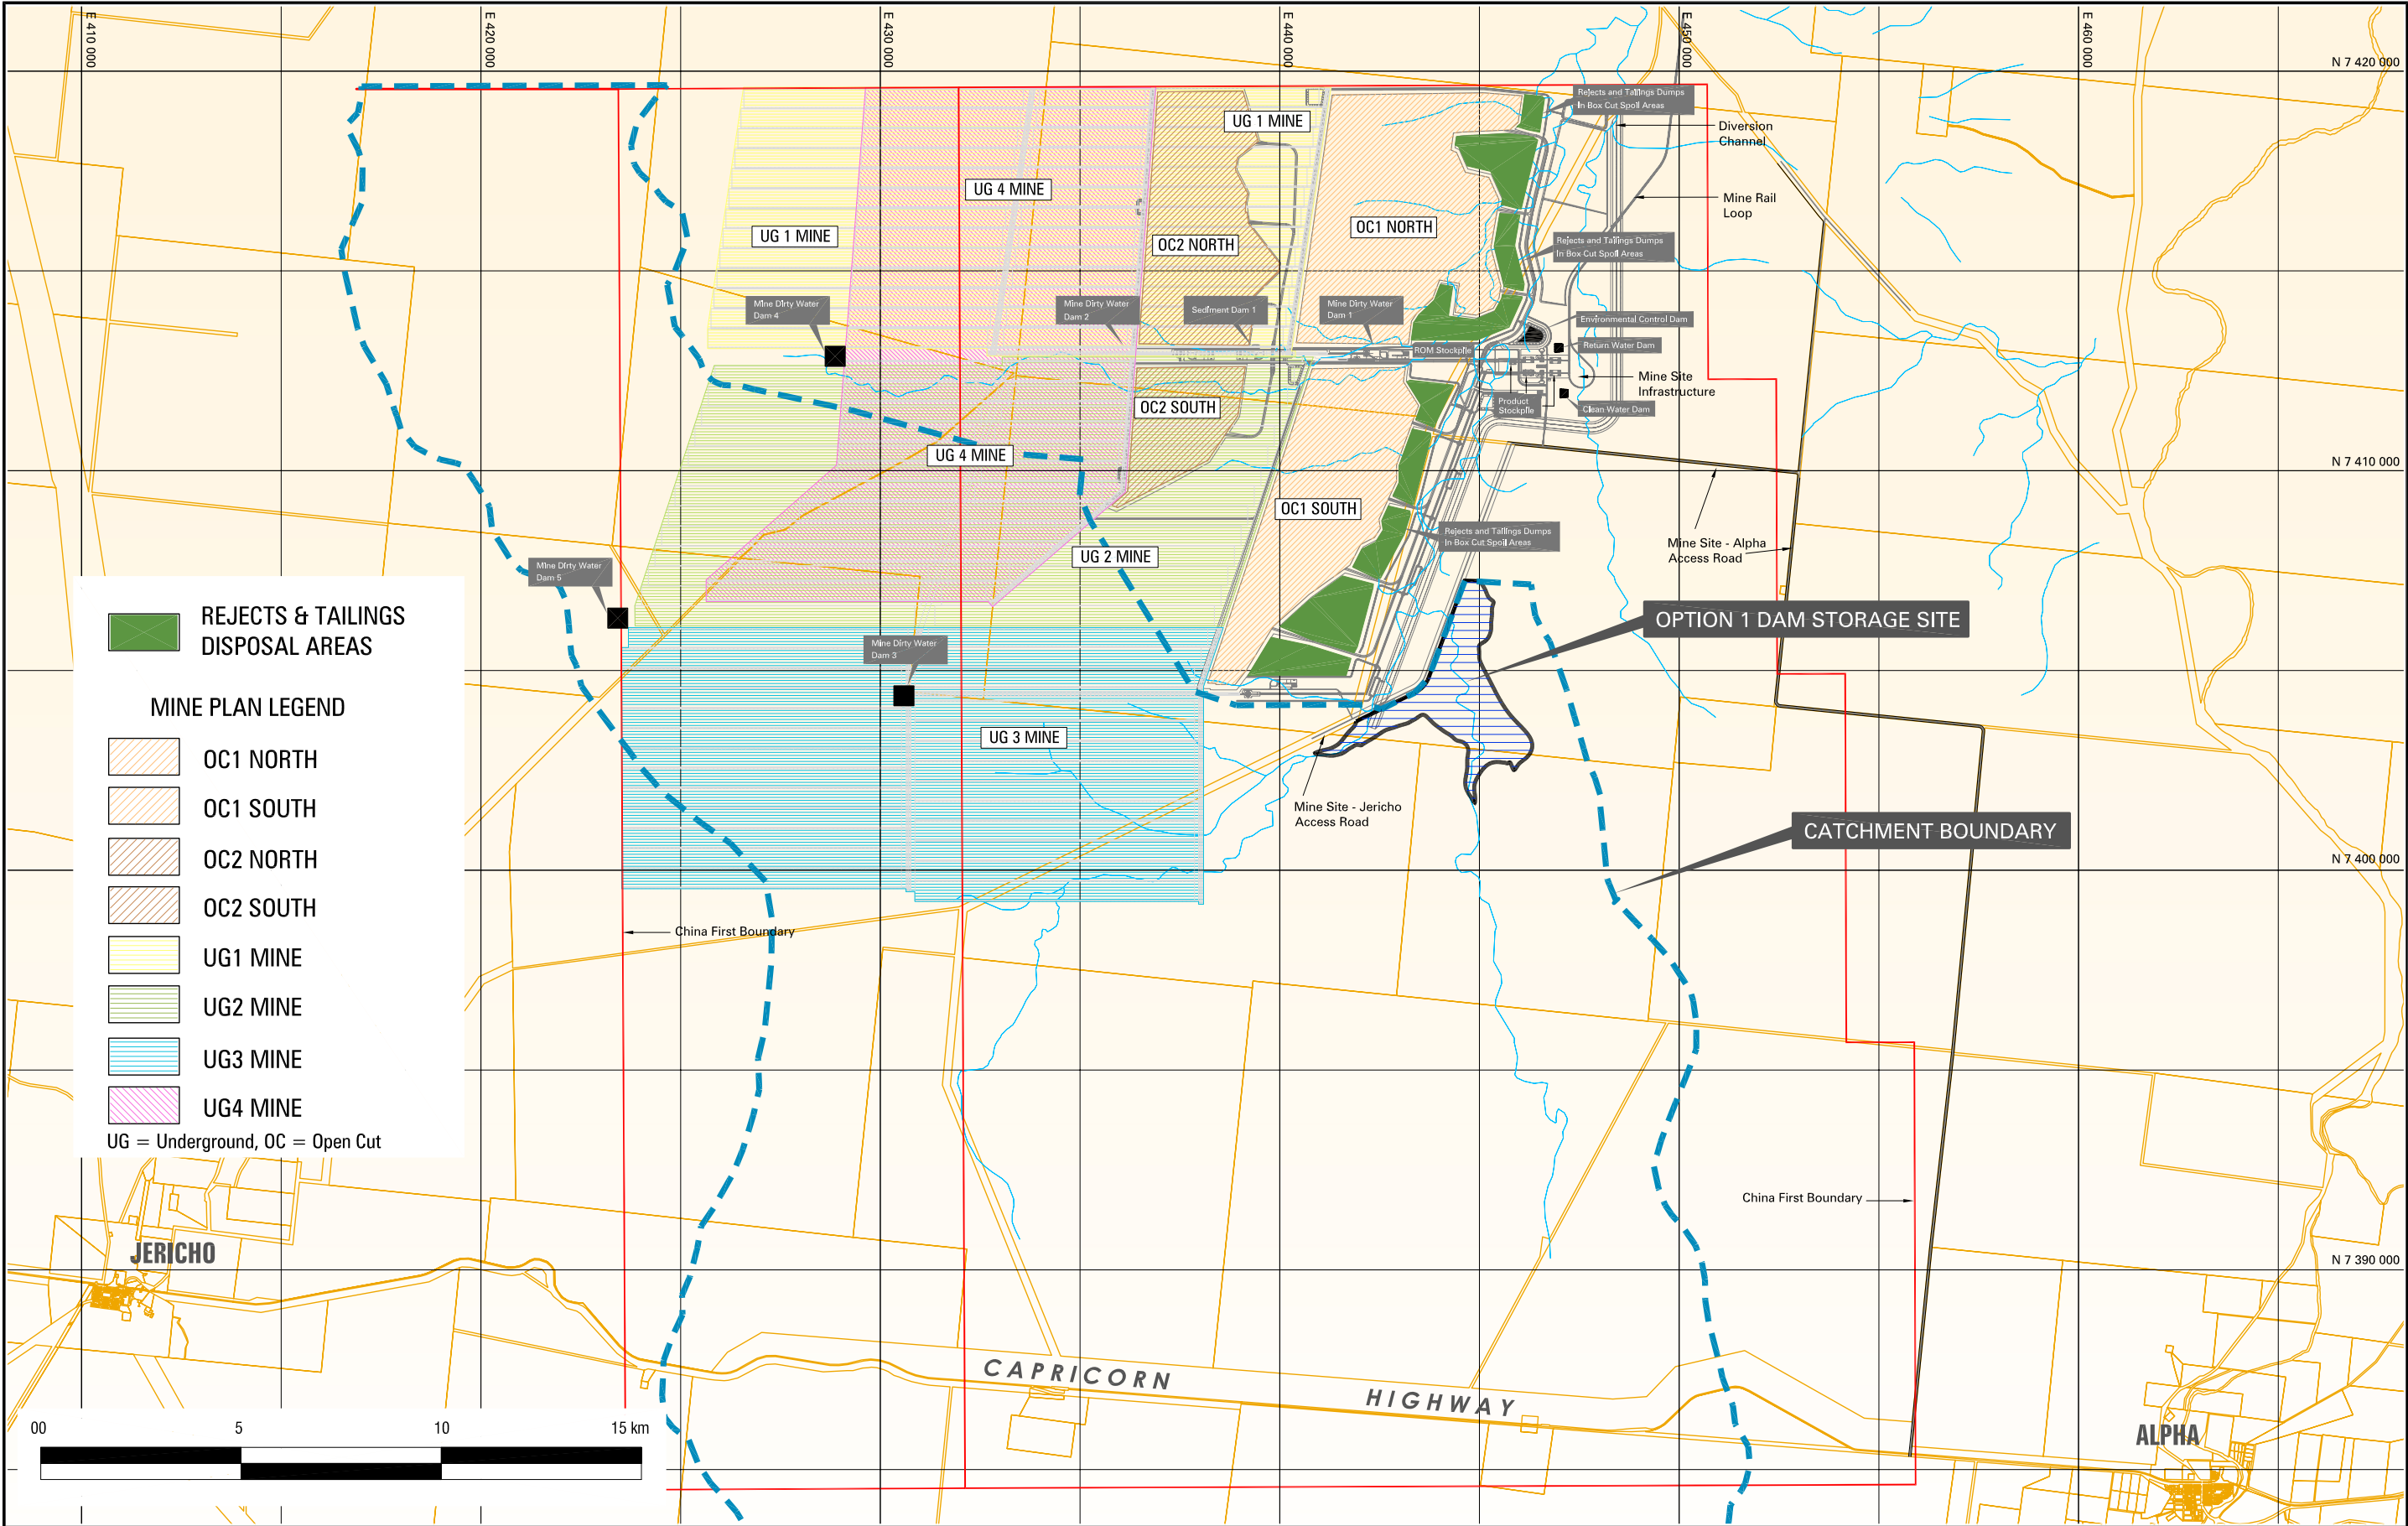 E 410 000
E 420 000
E 430 000
E 440 000
E 450 000
E 460 000
N 7 420 000
Rejects and Tailings Dumps
In Box Cut Spoil Areas
UG 1 MINE
Diversion
Channel
UG 4 MINE
Mine Rail
Loop
UG 1 MINE
OC2 NORTH
OC1 NORTH
Rejects and Tailings Dumps
In Box Cut Spoil Areas
Mine Dirty Water
Dam 4
Mine Dirty Water
Dam 2
Sediment Dam 1
Mine Dirty Water
Dam 1
Environmental Control Dam
ROM Stockpile
Return Water Dam
Mine Site
Infrastructure
OC2 SOUTH
Product
Stockpile
Clean Water Dam
UG 4 MINE
N 7 410 000
OC1 SOUTH
Rejects and Tailings Dumps
In Box Cut Spoil Areas
Mine Site - Alpha
Access Road
UG 2 MINE
Mine Dirty Water
Dam 5
OPTION 1 DAM STORAGE SITE
Mine Dirty Water
Dam 3
UG 3 MINE
Mine Site - Jericho
Access Road
CATCHMENT BOUNDARY
N 7 400 000
China First Boundary
REJECTS & TAILINGS
DISPOSAL AREAS
MINE PLAN LEGEND
OC1 NORTH
OC1 SOUTH
OC2 NORTH
OC2 SOUTH
UG1 MINE
UG2 MINE
UG3 MINE
UG4 MINE
UG = Underground, OC = Open Cut
China First Boundary
JERICHO
N 7 390 000
CAPRICORN HIGHWAY
ALPHA
00 5 10 15 km